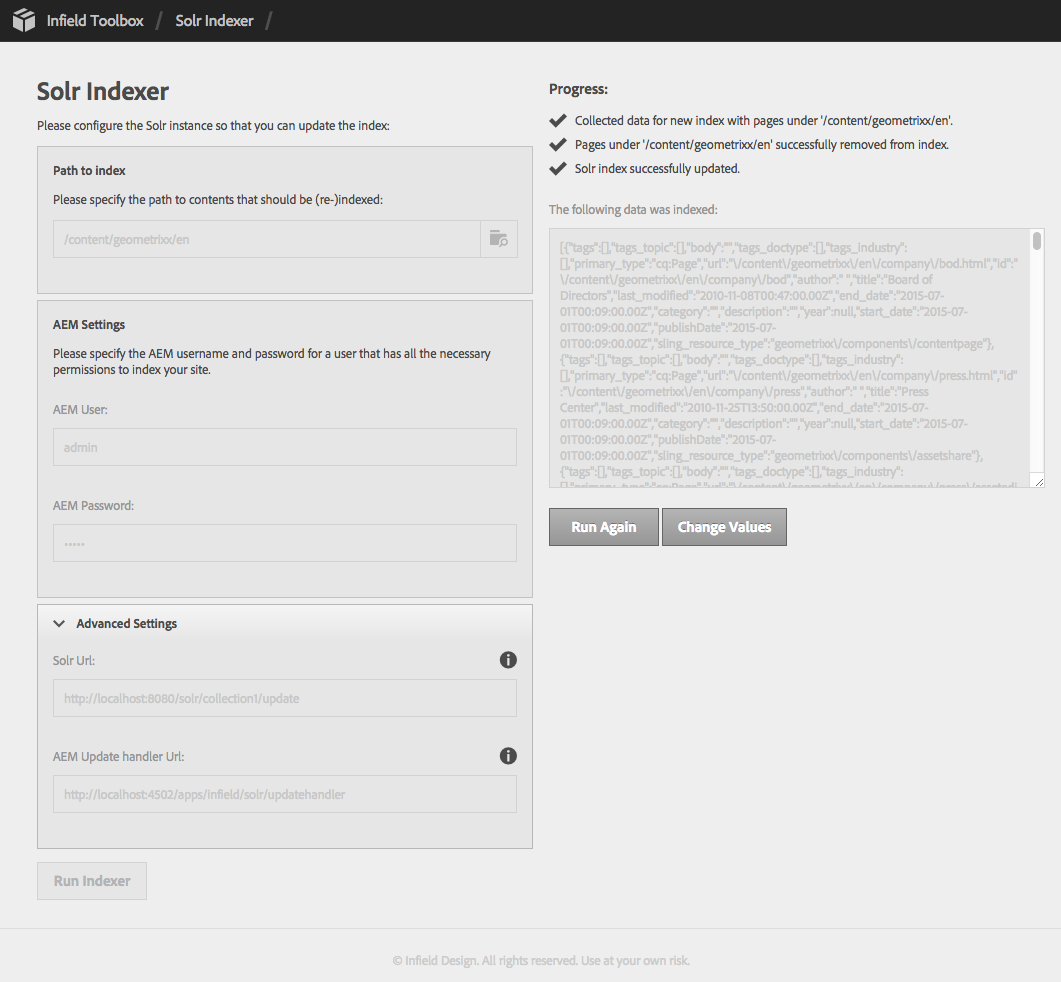 Infield Toolbox / Solr Indexer /
Solr Indexer
Please configure the Solr instance so that you can update the index:
Path to index
Please specify the path to contents that should be (re-)indexed:
/content/geometrixx/en
AEM Settings
Please specify the AEM username and password for a user that has all the necessary
permissions to index your site.
AEM User:
admin
AEM Password:
•••••
Advanced Settings
Solr Url:
http://localhost:8080/solr/collection1/update
AEM Update handler Url:
http://localhost:4502/apps/infield/solr/updatehandler
Run Indexer
Progress:
Collected data for new index with pages under '/content/geometrixx/en'.
Pages under '/content/geometrixx/en' successfully removed from index.
Solr index successfully updated.
The following data was indexed:
[{"tags":[],"tags_topic":[],"body":"","tags_doctype":[],"tags_industry":
[],"primary_type":"cq:Page","url":"\/content\/geometrixx\/en\/company\/bod.html","id":"
\/content\/geometrixx\/en\/company\/bod","author":" ","title":"Board of
Directors","last_modified":"2010-11-08T00:47:00.00Z","end_date":"2015-07-
01T00:09:00.00Z","category":"","description":"","year":null,"start_date":"2015-07-
01T00:09:00.00Z","publishDate":"2015-07-
01T00:09:00.00Z","sling_resource_type":"geometrixx\/components\/contentpage"},
{"tags":[],"tags_topic":[],"body":"","tags_doctype":[],"tags_industry":
[],"primary_type":"cq:Page","url":"\/content\/geometrixx\/en\/company\/press.html","id"
:"\/content\/geometrixx\/en\/company\/press","author":" ","title":"Press
Center","last_modified":"2010-11-25T13:50:00.00Z","end_date":"2015-07-
01T00:09:00.00Z","category":"","description":"","year":null,"start_date":"2015-07-
01T00:09:00.00Z","publishDate":"2015-07-
01T00:09:00.00Z","sling_resource_type":"geometrixx\/components\/assetshare"},
{"tags":[],"tags_topic":[],"body":"","tags_doctype":[],"tags_industry":
Run Again
Change Values
© Infield Design. All rights reserved. Use at your own risk.